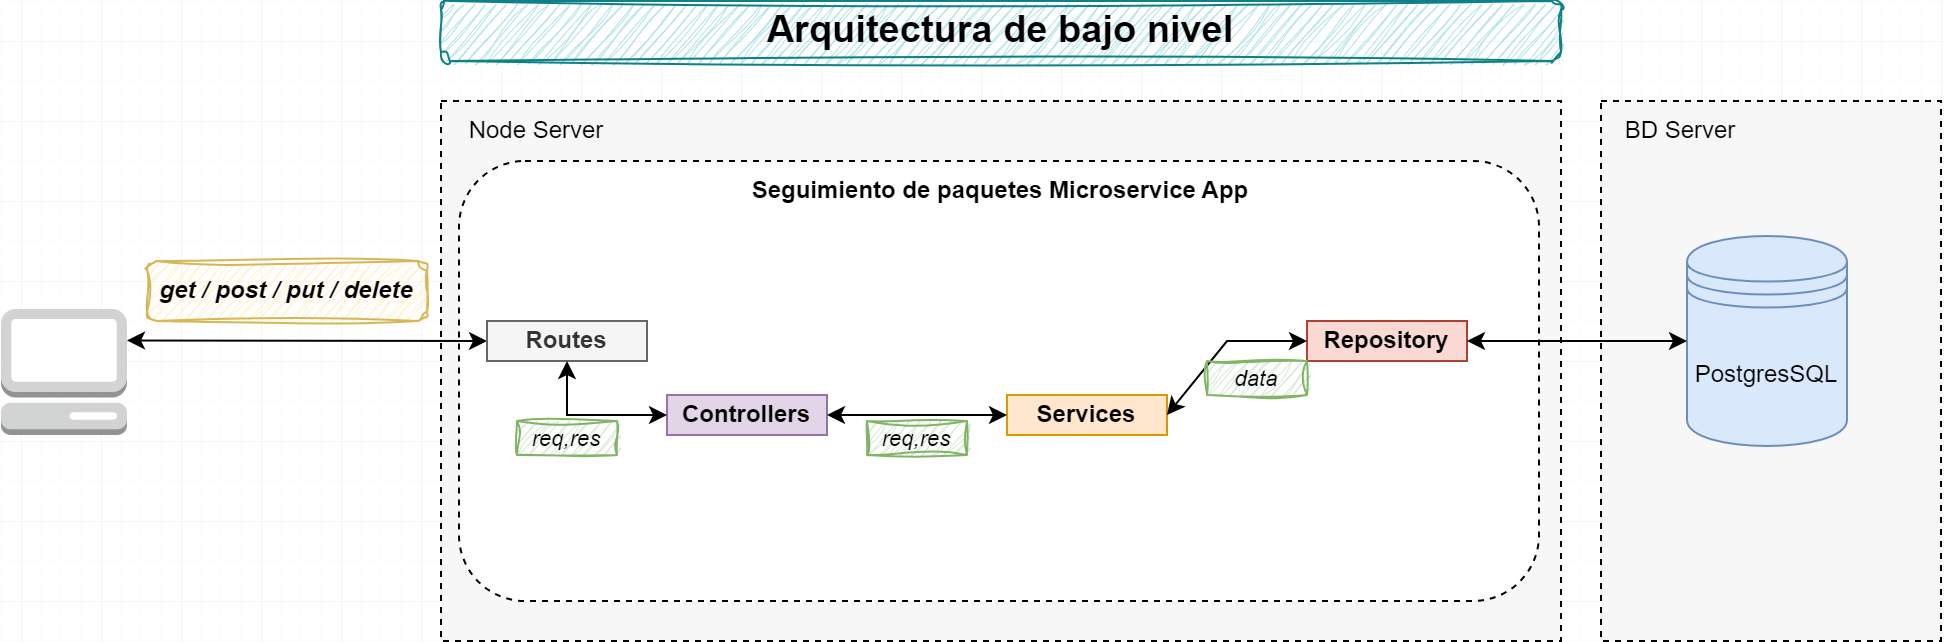 Arquitectura de bajo nivel
Node Server
BD Server
Seguimiento de paquetes Microservice App
get / post / put / delete
Routes
Repository
data
PostgresSQL
Controllers
Services
req,res
req,res